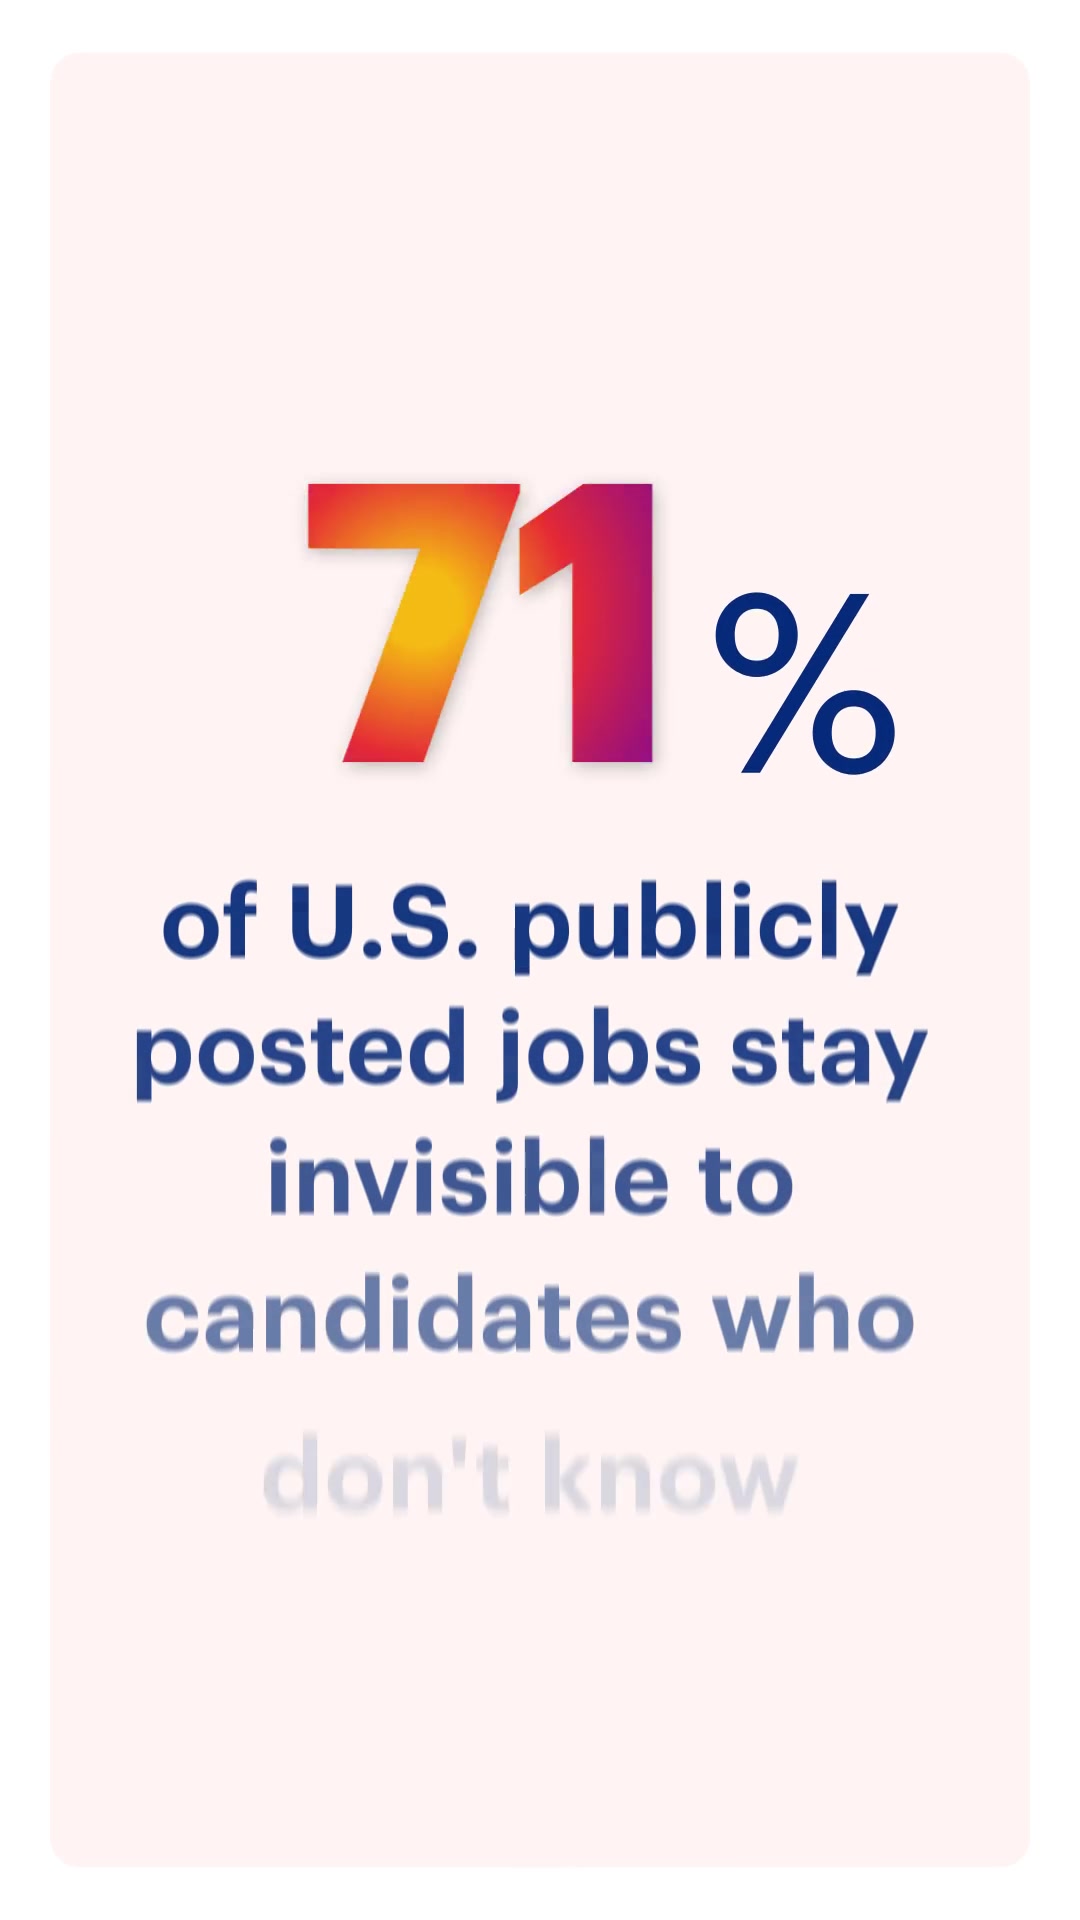 71%
of U.S. publicly
posted jobs stay
invisible to
candidates who
don't know